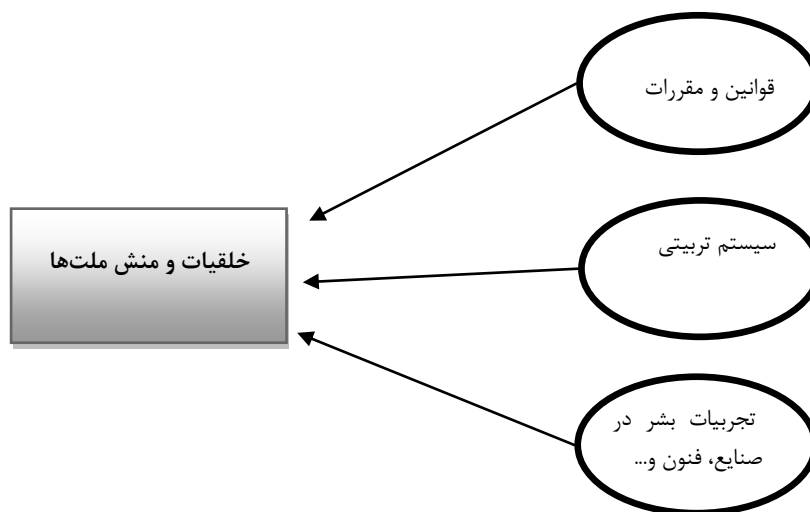 قوانین و مقررات
سیستم تربیتی
خلقیات و منش ملت‌ها
تجربیات بشر در
صنایع، فنون و...